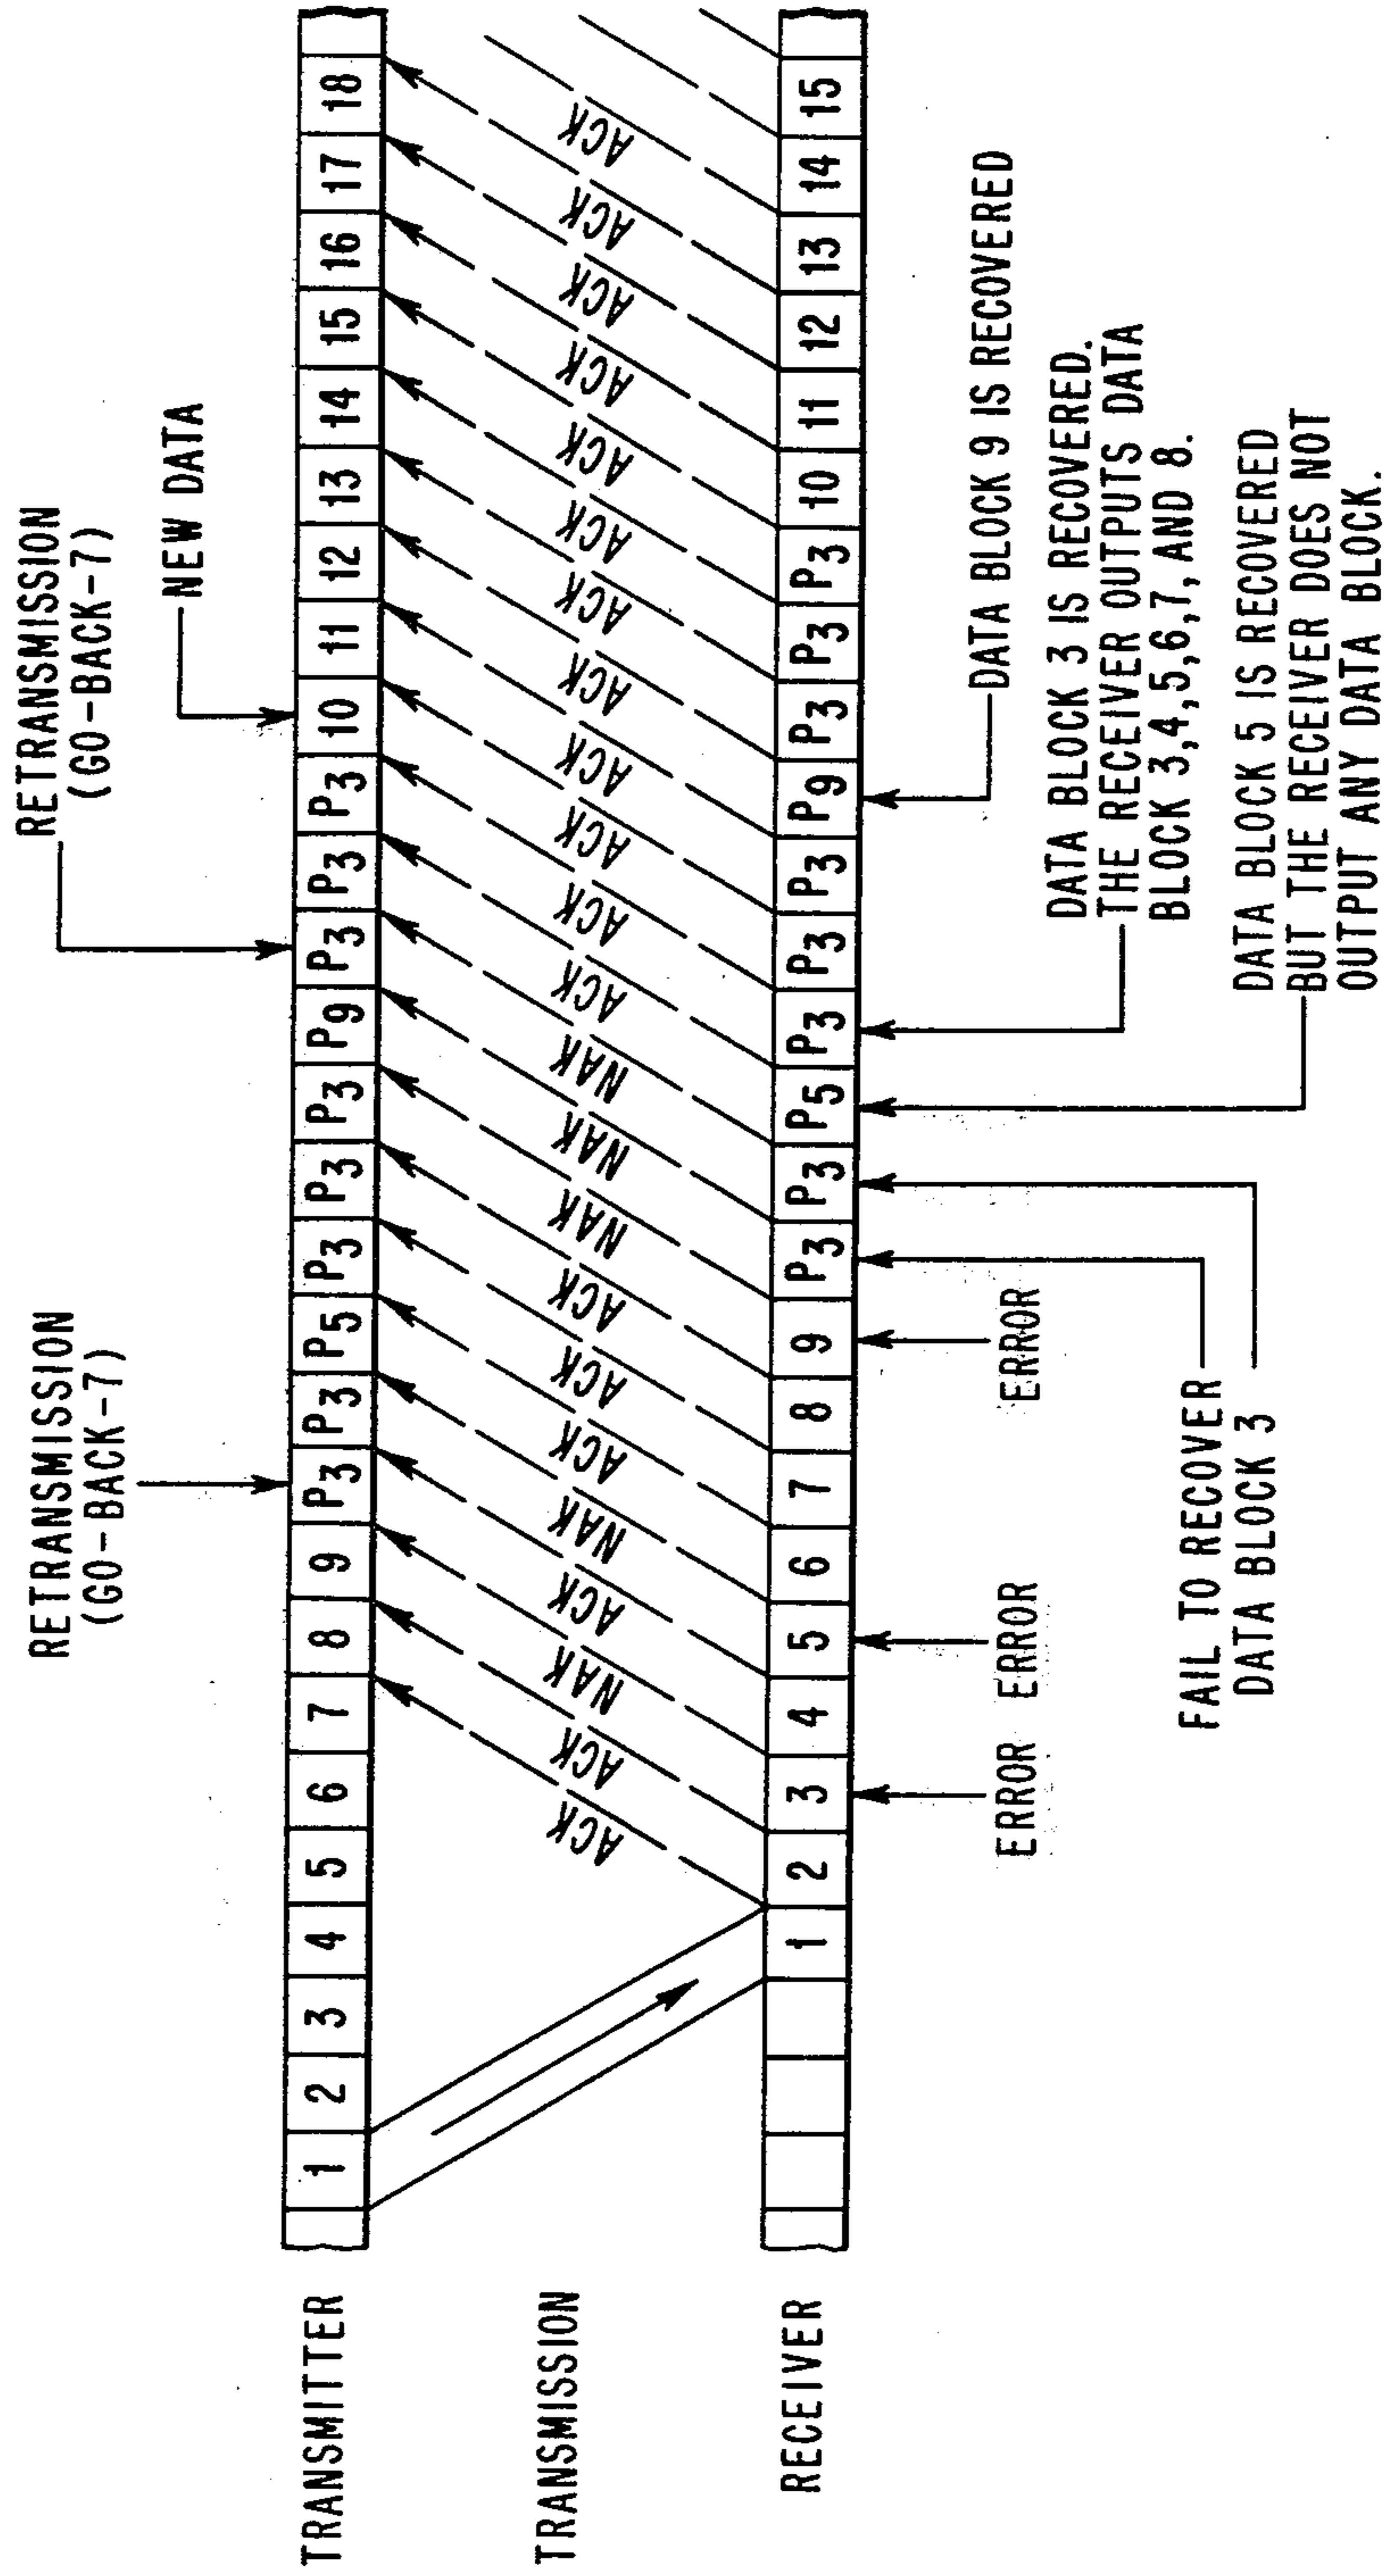 RETRANSMISSION
(GO-BACK-7)
RETRANSMISSION
(GO-BACK-7)
NEW DATA
TRANSMITTER
1 2 3 4 5 6 7 8 9 P3 P3 P5 P3 P3 P3 P9 P3 P3 P3 10 11 12 13 14 15 16 17 18
TRANSMISSION
ACK ACK NAK ACK NAK ACK ACK ACK NAK NAK NAK ACK ACK ACK ACK ACK ACK ACK ACK ACK ACK ACK ACK
RECEIVER
1 2 3 4 5 6 7 8 9 P3 P3 P5 P3 P3 P3 P9 P3 P3 P3 10 11 12 13 14 15
ERROR ERROR ERROR
DATA BLOCK 9 IS RECOVERED
DATA BLOCK 3 IS RECOVERED.
THE RECEIVER OUTPUTS DATA
BLOCK 3,4,5,6,7, AND 8.
FAIL TO RECOVER
DATA BLOCK 3
DATA BLOCK 5 IS RECOVERED
BUT THE RECEIVER DOES NOT
OUTPUT ANY DATA BLOCK.